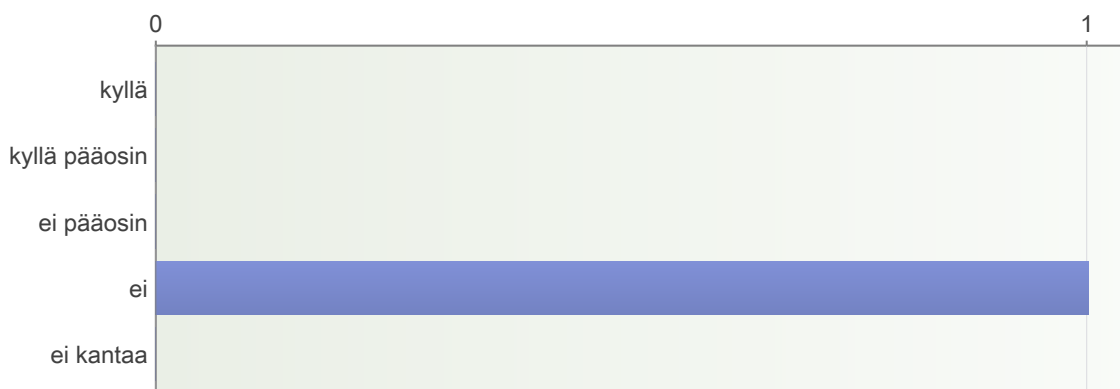 0 1
kyllä
kyllä pääosin
ei pääosin
ei
ei kantaa